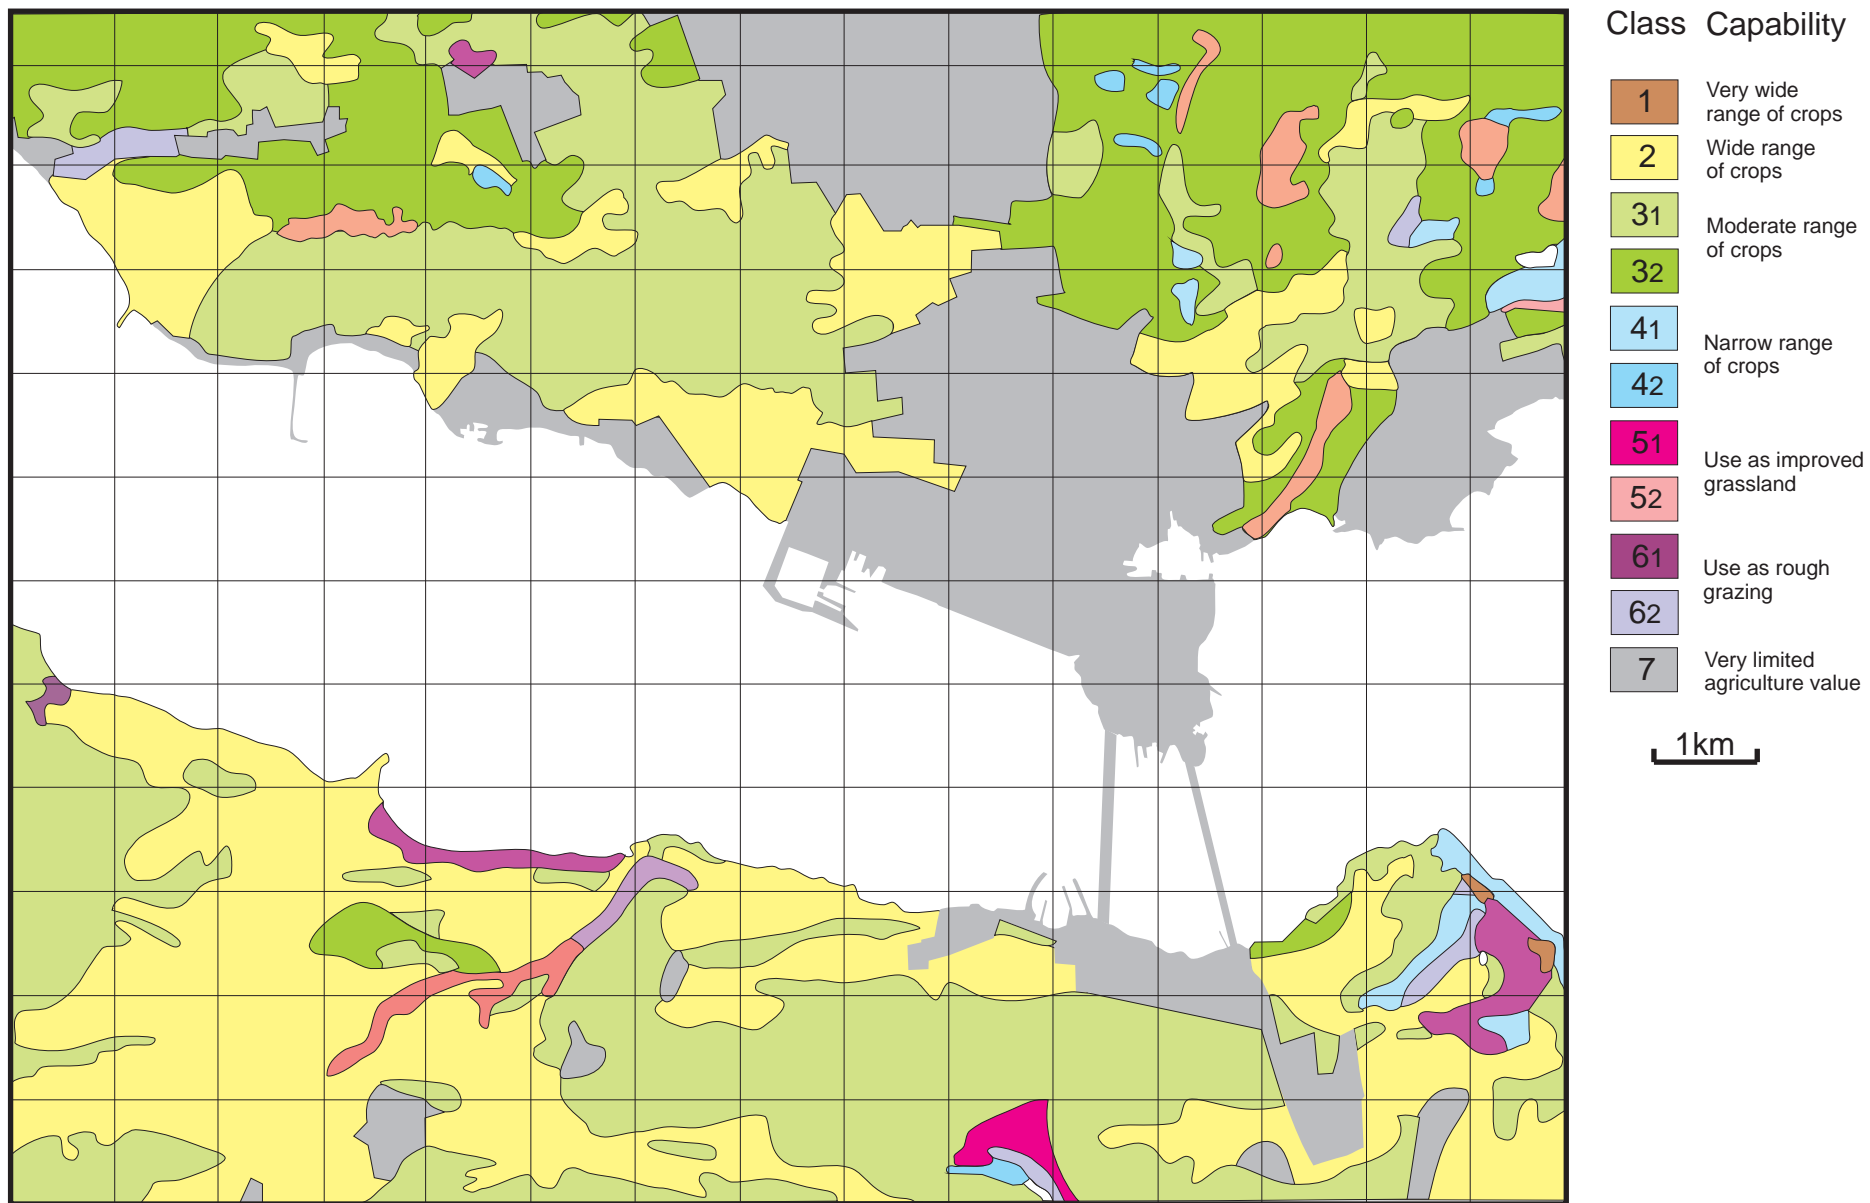 Class Capability
1 Very wide
range of crops
2 Wide range
of crops
31 Moderate range
of crops
32
41 Narrow range
of crops
42
51 Use as improved
grassland
52
61 Use as rough
grazing
62
7 Very limited
agriculture value
1km